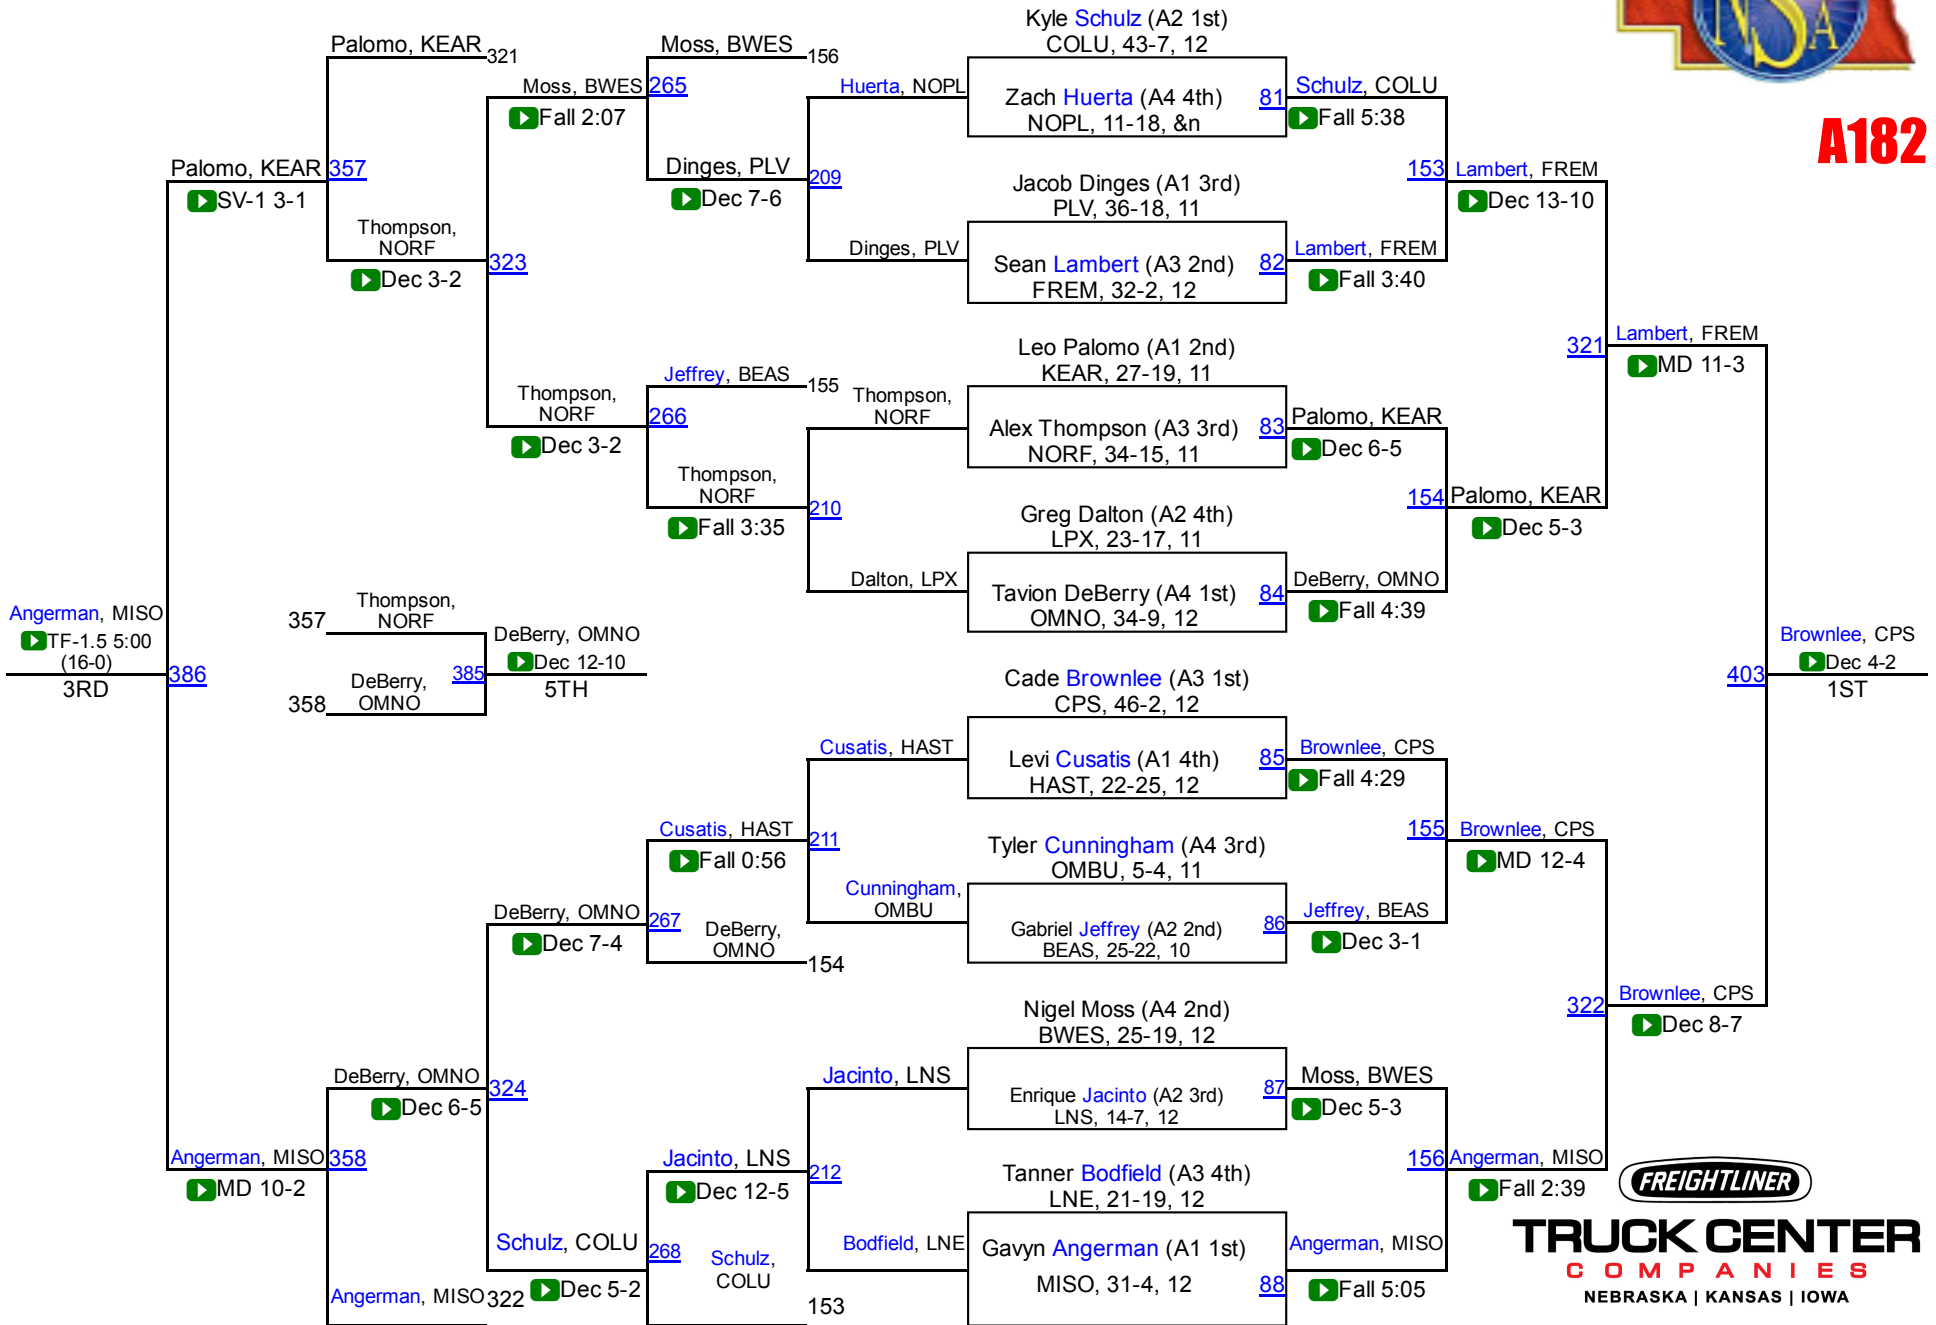 NSA
A182
Palomo, KEAR
321
Palomo, KEAR
357
SV-1 3-1
Thompson,
NORF
Dec 3-2
323
Moss, BWES
265
Fall 2:07
Moss, BWES
156
Dinges, PLV
209
Dec 7-6
Huerta, NOPL
Dinges, PLV
Jeffrey, BEAS
155
Thompson,
NORF
266
Dec 3-2
Thompson,
NORF
210
Fall 3:35
Thompson,
NORF
Dalton, LPX
Kyle Schulz (A2 1st)
COLU, 43-7, 12
Zach Huerta (A4 4th)
NOPL, 11-18, &n
81
Schulz, COLU
Fall 5:38
Jacob Dinges (A1 3rd)
PLV, 36-18, 11
Sean Lambert (A3 2nd)
FREM, 32-2, 12
82
Lambert, FREM
Fall 3:40
153
Lambert, FREM
Dec 13-10
Leo Palomo (A1 2nd)
KEAR, 27-19, 11
Alex Thompson (A3 3rd)
NORF, 34-15, 11
83
Palomo, KEAR
Dec 6-5
Greg Dalton (A2 4th)
LPX, 23-17, 11
Tavion DeBerry (A4 1st)
OMNO, 34-9, 12
84
DeBerry, OMNO
Fall 4:39
154
Palomo, KEAR
Dec 5-3
321
Lambert, FREM
MD 11-3
Angerman, MISO
TF-1.5 5:00
(16-0)
3RD
386
357
Thompson,
NORF
358
DeBerry,
OMNO
385
DeBerry, OMNO
Dec 12-10
5TH
403
Brownlee, CPS
Dec 4-2
1ST
Cade Brownlee (A3 1st)
CPS, 46-2, 12
Levi Cusatis (A1 4th)
HAST, 22-25, 12
85
Brownlee, CPS
Fall 4:29
Tyler Cunningham (A4 3rd)
OMBU, 5-4, 11
Gabriel Jeffrey (A2 2nd)
BEAS, 25-22, 10
86
Jeffrey, BEAS
Dec 3-1
155
Brownlee, CPS
MD 12-4
Cusatis, HAST
Cunningham,
OMBU
Cusatis, HAST
211
Fall 0:56
DeBerry, OMNO
267
Dec 7-4
DeBerry,
OMNO
154
Nigel Moss (A4 2nd)
BWES, 25-19, 12
Enrique Jacinto (A2 3rd)
LNS, 14-7, 12
87
Moss, BWES
Dec 5-3
Tanner Bodfield (A3 4th)
LNE, 21-19, 12
Gavyn Angerman (A1 1st)
MISO, 31-4, 12
88
Angerman, MISO
Fall 5:05
156
Angerman, MISO
Fall 2:39
322
Brownlee, CPS
Dec 8-7
DeBerry, OMNO
324
Dec 6-5
Angerman, MISO
358
MD 10-2
Angerman, MISO
322
Jacinto, LNS
Bodfield, LNE
Jacinto, LNS
212
Dec 12-5
Schulz, COLU
268
Dec 5-2
Schulz,
COLU
153
FREIGHTLINER
TRUCK CENTER
COMPANIES
NEBRASKA | KANSAS | IOWA